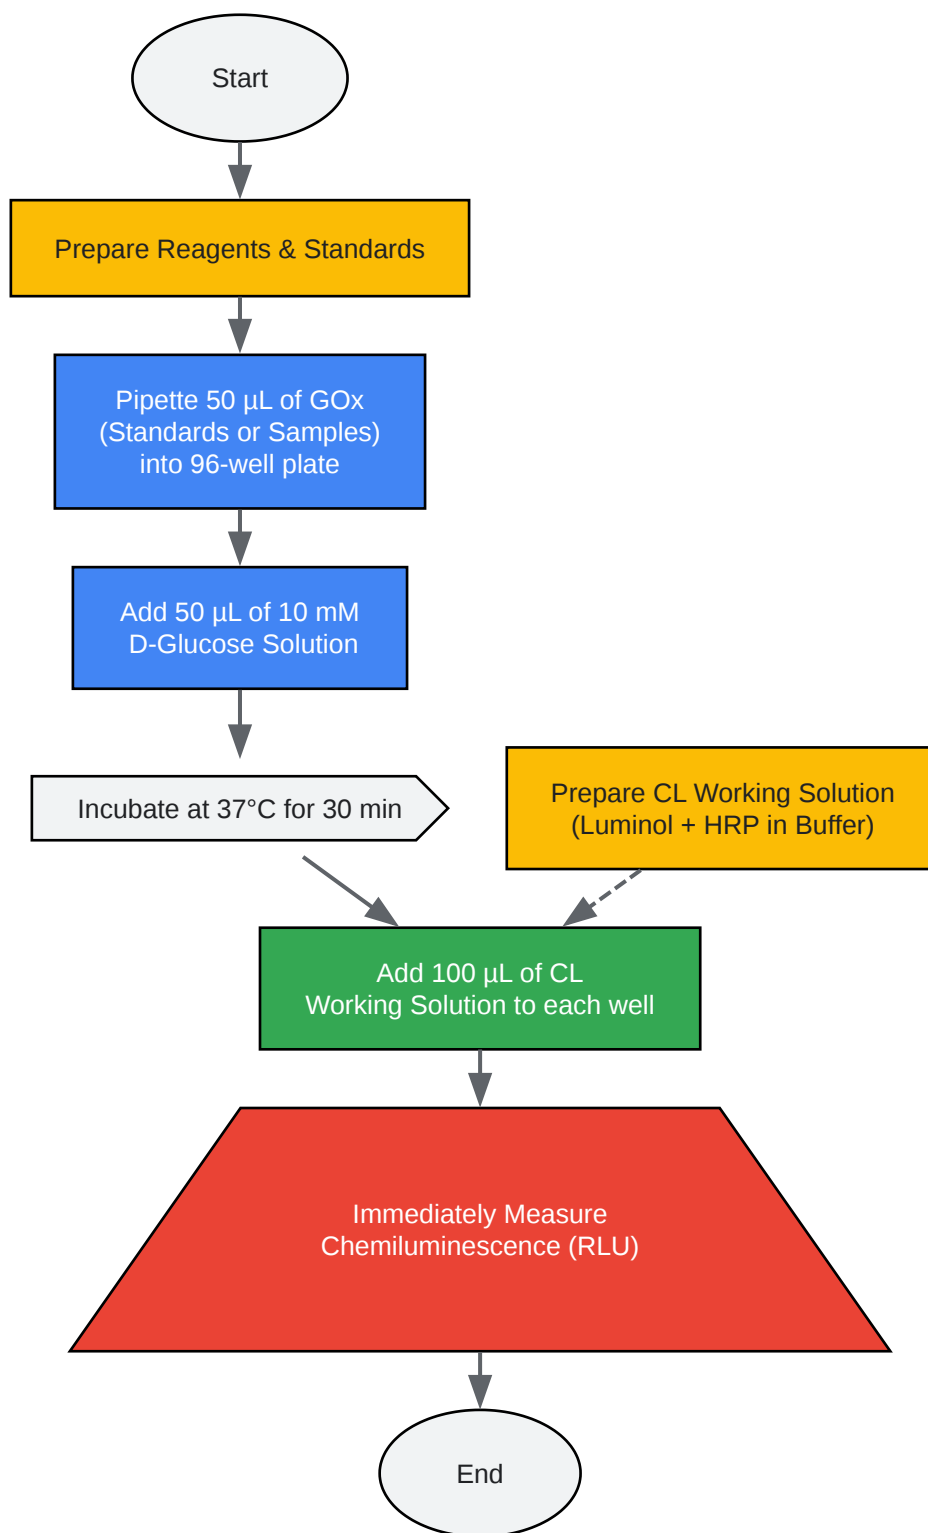 Start
Prepare Reagents & Standards
Pipette 50 µL of GOx
(Standards or Samples)
into 96-well plate
Add 50 µL of 10 mM
D-Glucose Solution
Incubate at 37°C for 30 min
Prepare CL Working Solution
(Luminol + HRP in Buffer)
Add 100 µL of CL
Working Solution to each well
Immediately Measure
Chemiluminescence (RLU)
End